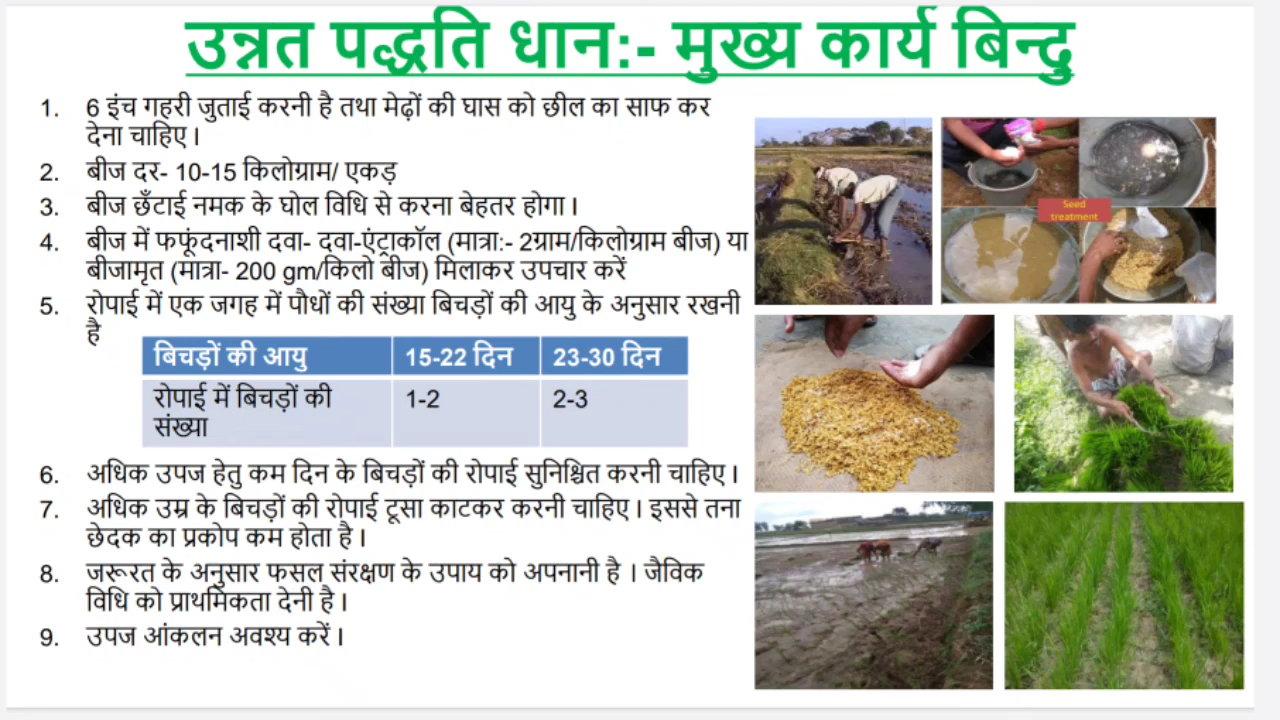 उन्नत पद्धति धान:- मुख्य कार्य बिन्दु
1. 6 इंच गहरी जुताई करनी है तथा मेढ़ों की घास को छील का साफ कर
देना चाहिए ।
2. बीज दर- 10-15 किलोग्राम/ एकड़
3. बीज छँटाई नमक के घोल विधि से करना बेहतर होगा ।
4. बीज में फफूंदनाशी दवा- दवा-एंट्राकॉल (मात्रा:- 2ग्राम/किलोग्राम बीज) या
बीजामृत (मात्रा- 200 gm/किलो बीज) मिलाकर उपचार करें
5. रोपाई में एक जगह में पौधों की संख्या बिचड़ों की आयु के अनुसार रखनी
है
बिचड़ों की आयु 15-22 दिन 23-30 दिन
रोपाई में बिचड़ों की 1-2 2-3
संख्या
6. अधिक उपज हेतु कम दिन के बिचड़ों की रोपाई सुनिश्चित करनी चाहिए ।
7. अधिक उम्र के बिचड़ों की रोपाई टूसा काटकर करनी चाहिए । इससे तना
छेदक का प्रकोप कम होता है ।
8. जरूरत के अनुसार फसल संरक्षण के उपाय को अपनानी है । जैविक
विधि को प्राथमिकता देनी है ।
9. उपज आंकलन अवश्य करें ।
Seed
treatment